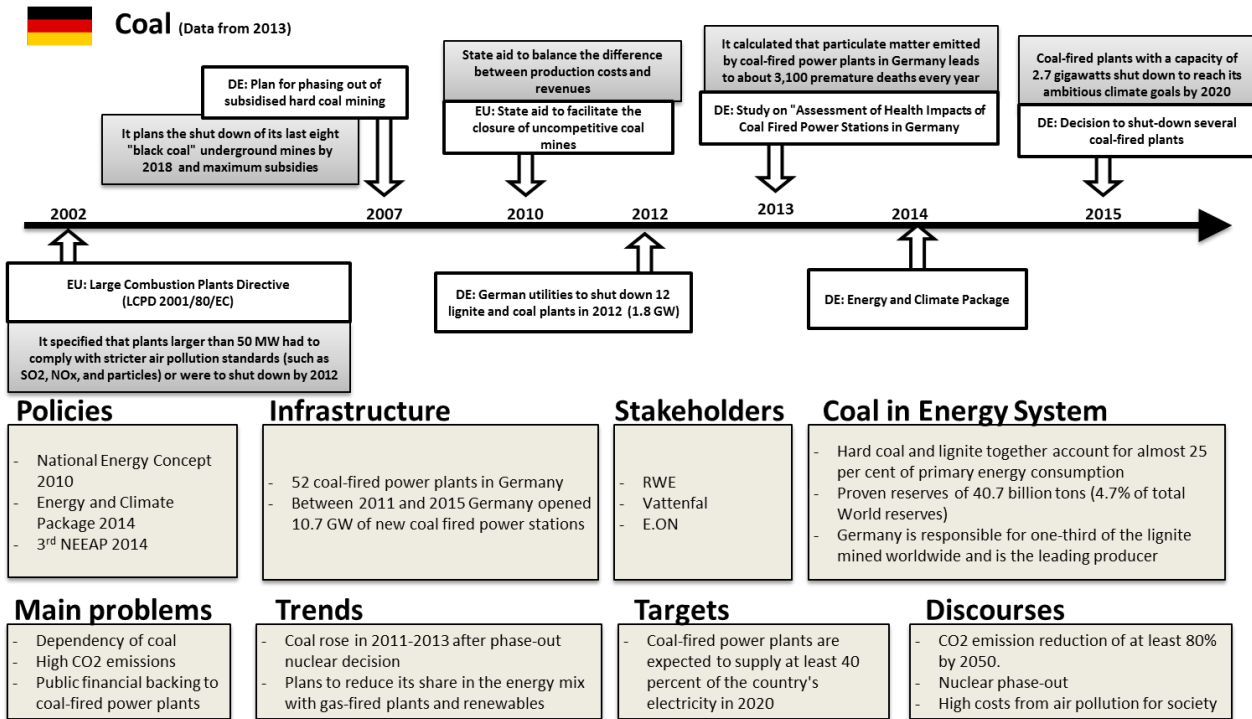 Coal (Data from 2013)
DE: Plan for phasing out of
subsidised hard coal mining
It plans the shut down of its last eight
"black coal" underground mines by
2018 and maximum subsidies
State aid to balance the difference
between production costs and
revenues
EU: State aid to facilitate the
closure of uncompetitive coal
mines
It calculated that particulate matter emitted
by coal-fired power plants in Germany leads
to about 3,100 premature deaths every year
DE: Study on "Assessment of Health Impacts of
Coal Fired Power Stations in Germany
Coal-fired plants with a capacity of
2.7 gigawatts shut down to reach its
ambitious climate goals by 2020
DE: Decision to shut-down several
coal-fired plants
2002 2007 2010 2012 2013 2014 2015
EU: Large Combustion Plants Directive
(LCPD 2001/80/EC)
It specified that plants larger than 50 MW had to
comply with stricter air pollution standards (such as
SO2, NOx, and particles) or were to shut down by 2012
DE: German utilities to shut down 12
lignite and coal plants in 2012 (1.8 GW)
DE: Energy and Climate Package
Policies
- National Energy Concept
2010
- Energy and Climate
Package 2014
- 3rd NEEAP 2014
Infrastructure
- 52 coal-fired power plants in Germany
- Between 2011 and 2015 Germany opened
10.7 GW of new coal fired power stations
Stakeholders
- RWE
- Vattenfal
- E.ON
Coal in Energy System
- Hard coal and lignite together account for almost 25
per cent of primary energy consumption
- Proven reserves of 40.7 billion tons (4.7% of total
World reserves)
- Germany is responsible for one-third of the lignite
mined worldwide and is the leading producer
Main problems
- Dependency of coal
- High CO2 emissions
- Public financial backing to
coal-fired power plants
Trends
- Coal rose in 2011-2013 after phase-out
nuclear decision
- Plans to reduce its share in the energy mix
with gas-fired plants and renewables
Targets
- Coal-fired power plants are
expected to supply at least 40
percent of the country's
electricity in 2020
Discourses
- CO2 emission reduction of at least 80%
by 2050.
- Nuclear phase-out
- High costs from air pollution for society